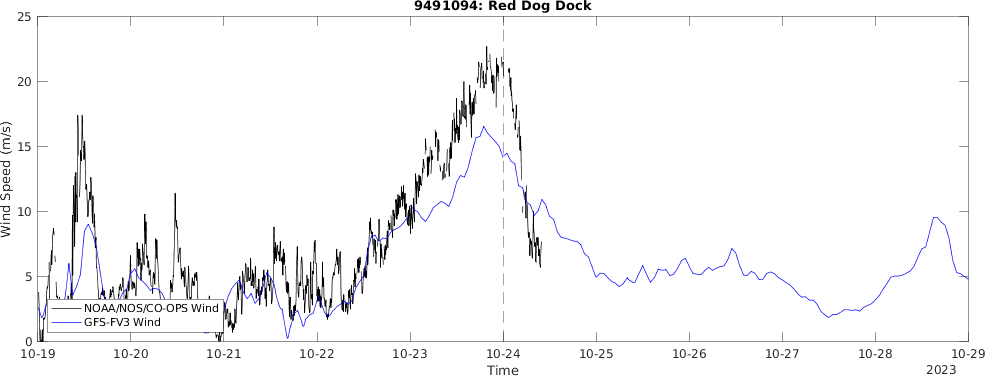 9491094: Red Dog Dock
25
20
15
10
5
0
Wind Speed (m/s)
NOAA/NOS/CO-OPS Wind
GFS-FV3 Wind
10-19 10-20 10-21 10-22 10-23 10-24 10-25 10-26 10-27 10-28 10-29
Time
2023